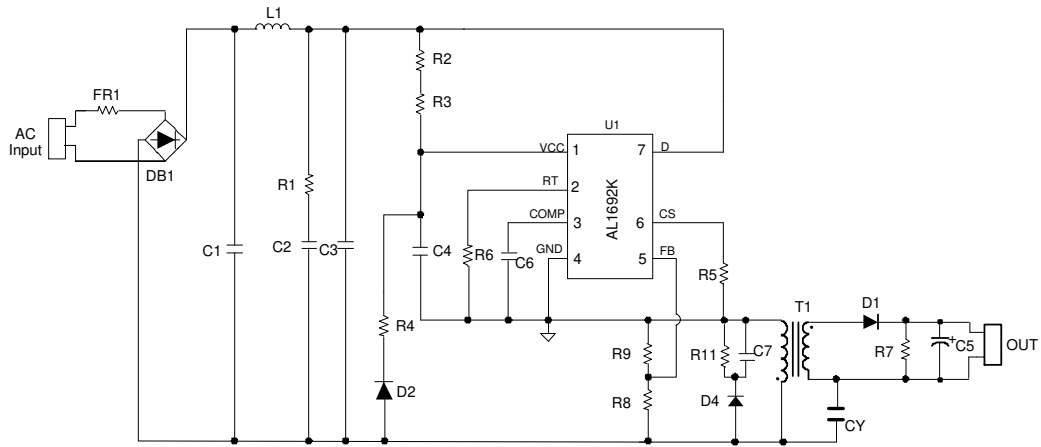 L1
R2
FR1
R3
AC
Input
U1
VCC 1 7 D
DB1
R1
RT 2
AL1692K
COMP 3 6 CS
C1
C2
C3
C4
R6
C6
GND 4 5 FB
R5
T1
D1
R4
R9
R11
C7
R7
+
C5
OUT
D2
R8
D4
CY